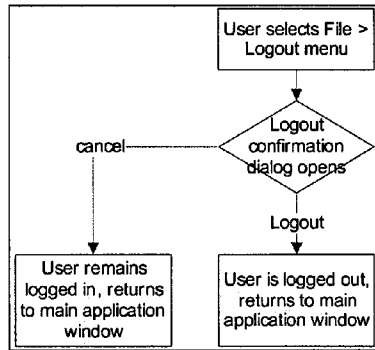 User selects File >
Logout menu
Logout
confirmation
dialog opens
cancel
Logout
User remains
logged in, returns
to main application
window
User is logged out,
returns to main
application window